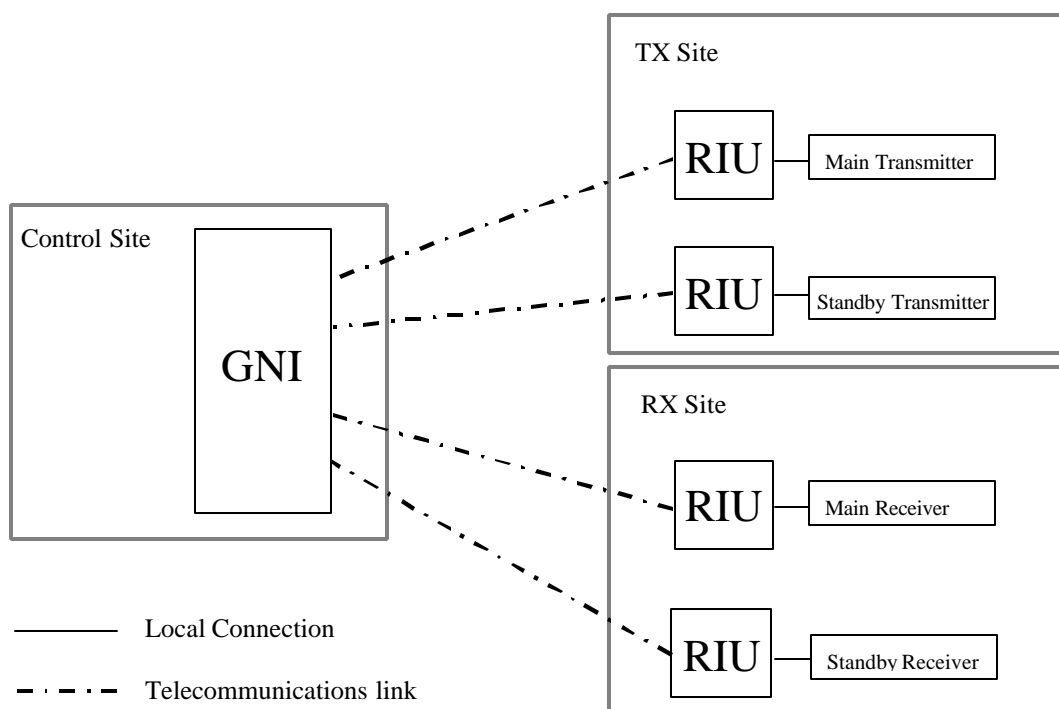 TX Site
RIU
Main Transmitter
RIU
Standby Transmitter
Control Site
GNI
RX Site
RIU
Main Receiver
RIU
Standby Receiver
Local Connection
Telecommunications link